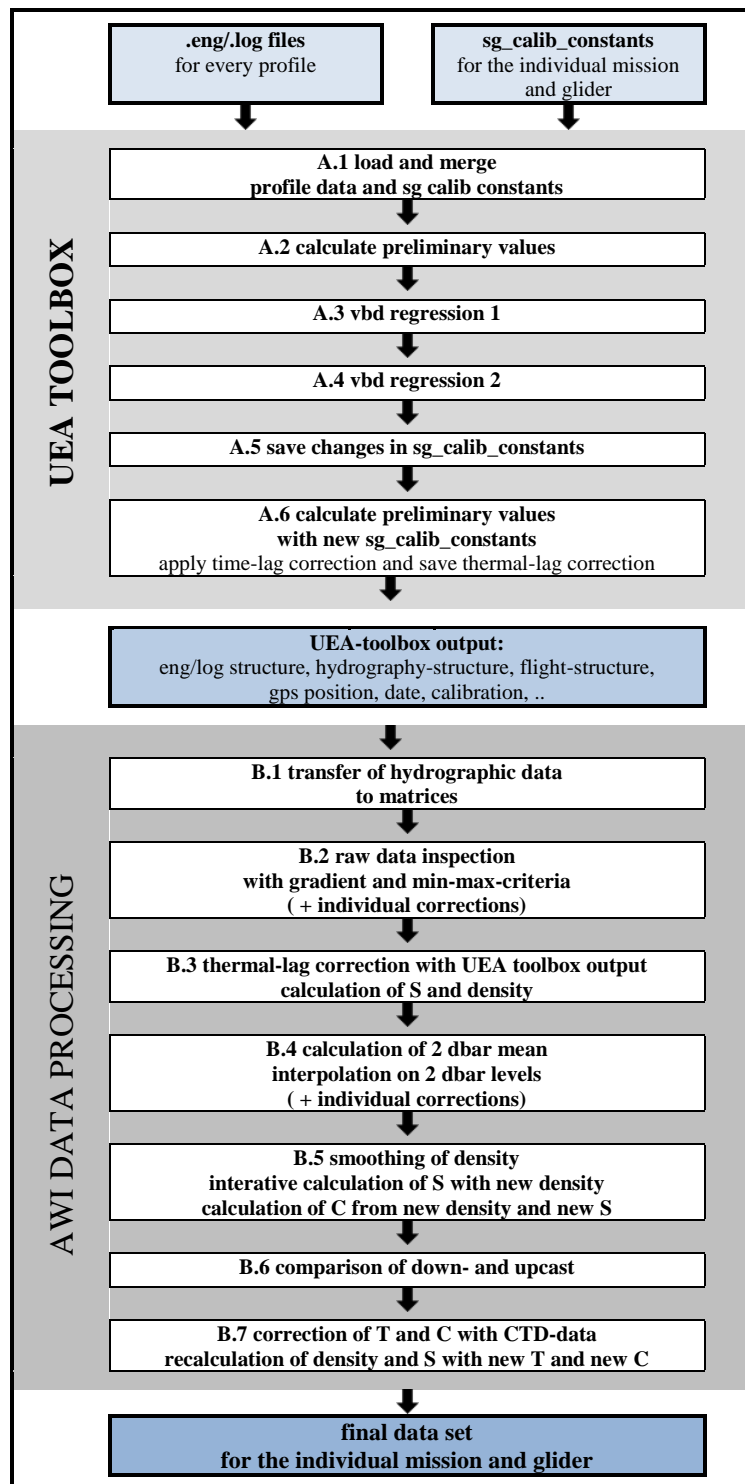 .eng/.log files
for every profile
sg_calib_constants
for the individual mission
and glider
UEA TOOLBOX
A.1 load and merge
profile data and sg calib constants
A.2 calculate preliminary values
A.3 vbd regression 1
A.4 vbd regression 2
A.5 save changes in sg_calib_constants
A.6 calculate preliminary values
with new sg_calib_constants
apply time-lag correction and save thermal-lag correction
UEA-toolbox output:
eng/log structure, hydrography-structure, flight-structure,
gps position, date, calibration, ..
AWI DATA PROCESSING
B.1 transfer of hydrographic data
to matrices
B.2 raw data inspection
with gradient and min-max-criteria
( + individual corrections)
B.3 thermal-lag correction with UEA toolbox output
calculation of S and density
B.4 calculation of 2 dbar mean
interpolation on 2 dbar levels
( + individual corrections)
B.5 smoothing of density
interative calculation of S with new density
calculation of C from new density and new S
B.6 comparison of down- and upcast
B.7 correction of T and C with CTD-data
recalculation of density and S with new T and new C
final data set
for the individual mission and glider